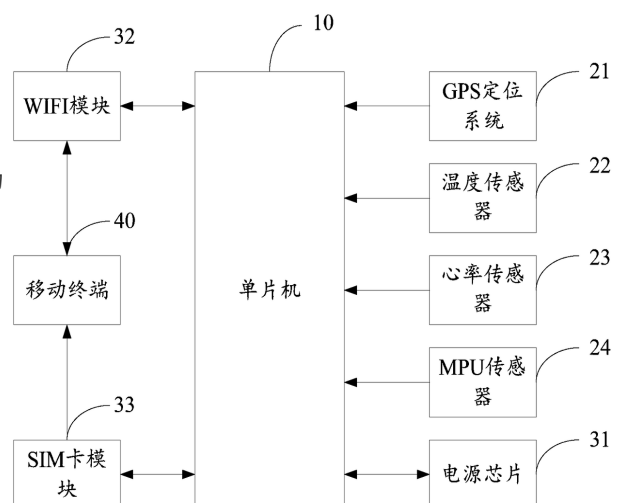 32
10
21
WIFI模块
GPS定位
系统
22
温度传感
器
40
23
移动终端
单片机
心率传感
器
24
MPU传感
器
33
31
SIM卡模
块
电源芯片